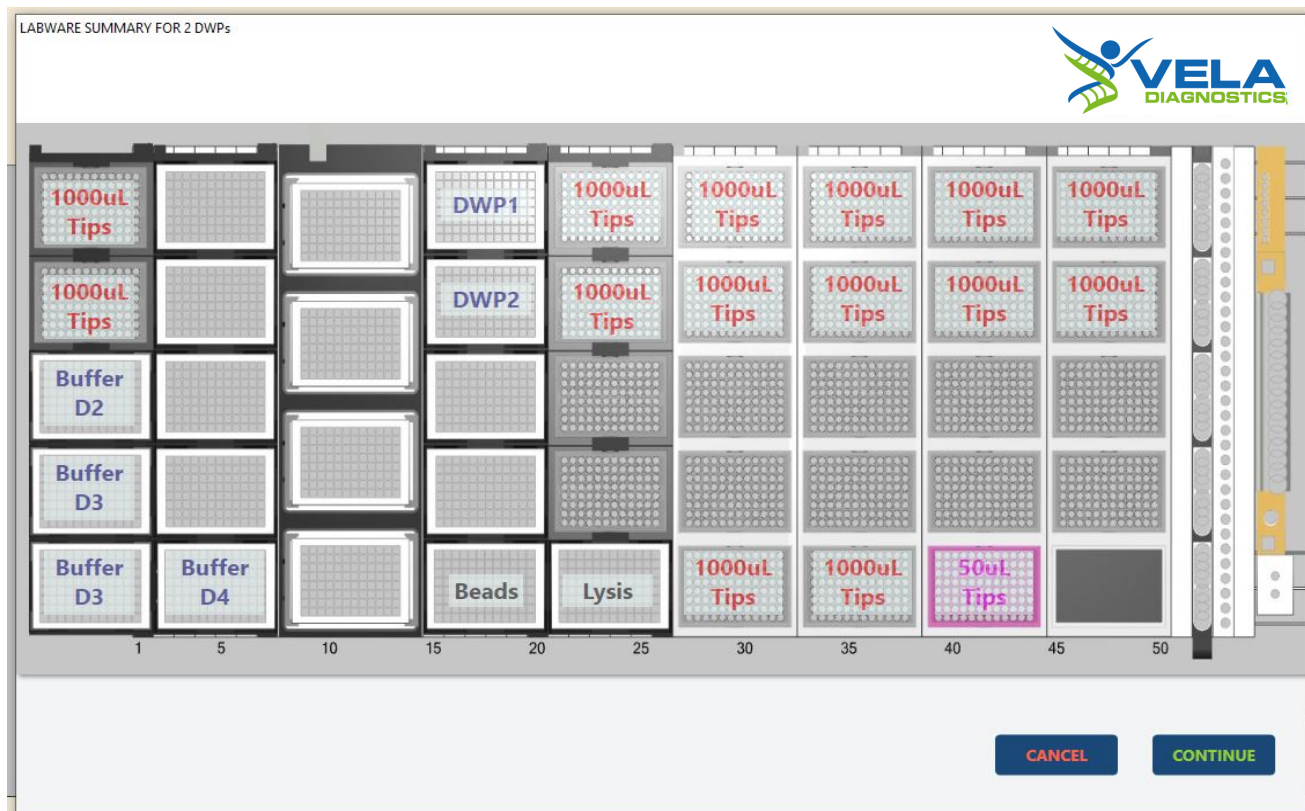 LABWARE SUMMARY FOR 2 DWPs
VELA
DIAGNOSTICS
1000uL
Tips
DWP1
1000uL
Tips
1000uL
Tips
1000uL
Tips
1000uL
Tips
1000uL
Tips
1000uL
Tips
DWP2
1000uL
Tips
1000uL
Tips
1000uL
Tips
1000uL
Tips
1000uL
Tips
Buffer
D2
Buffer
D3
Buffer
D3
Buffer
D4
Beads
Lysis
1000uL
Tips
1000uL
Tips
50uL
Tips
1 5 10 15 20 25 30 35 40 45 50
CANCEL
CONTINUE